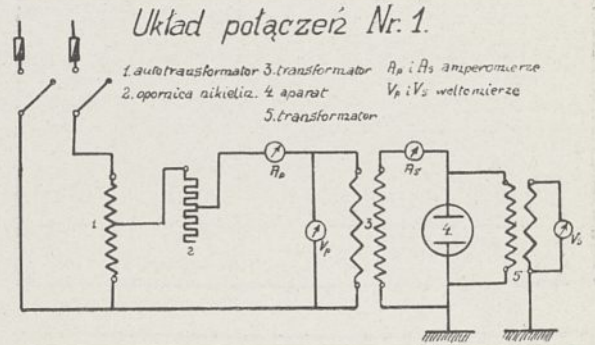 Układ połączeń Nr. 1.
1. autotransformator 3. transformator Ap i As amperomierze
2. opornica nikielin. 4 aparat Vp i Vs woltomierze
5. transformator
Ap
As
1
2
Vp
3
4.
5
Vs